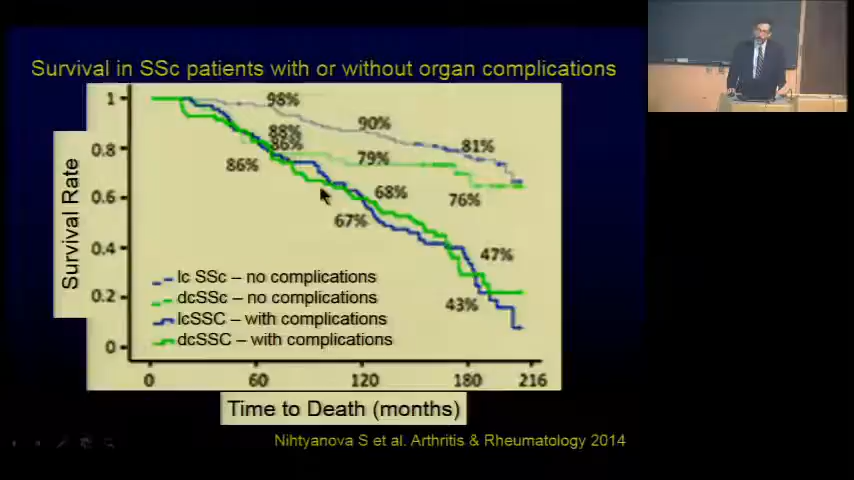 Survival in SSc patients with or without organ complications
Survival Rate
1
0.8
0.6
0.4
0.2
0
98%
88%
86%
86%
90%
79%
68%
67%
81%
76%
47%
43%
lc SSc – no complications
dcSSc – no complications
lcSSC – with complications
dcSSC – with complications
0 60 120 180 216
Time to Death (months)
Nihtyanova S et al. Arthritis & Rheumatology 2014